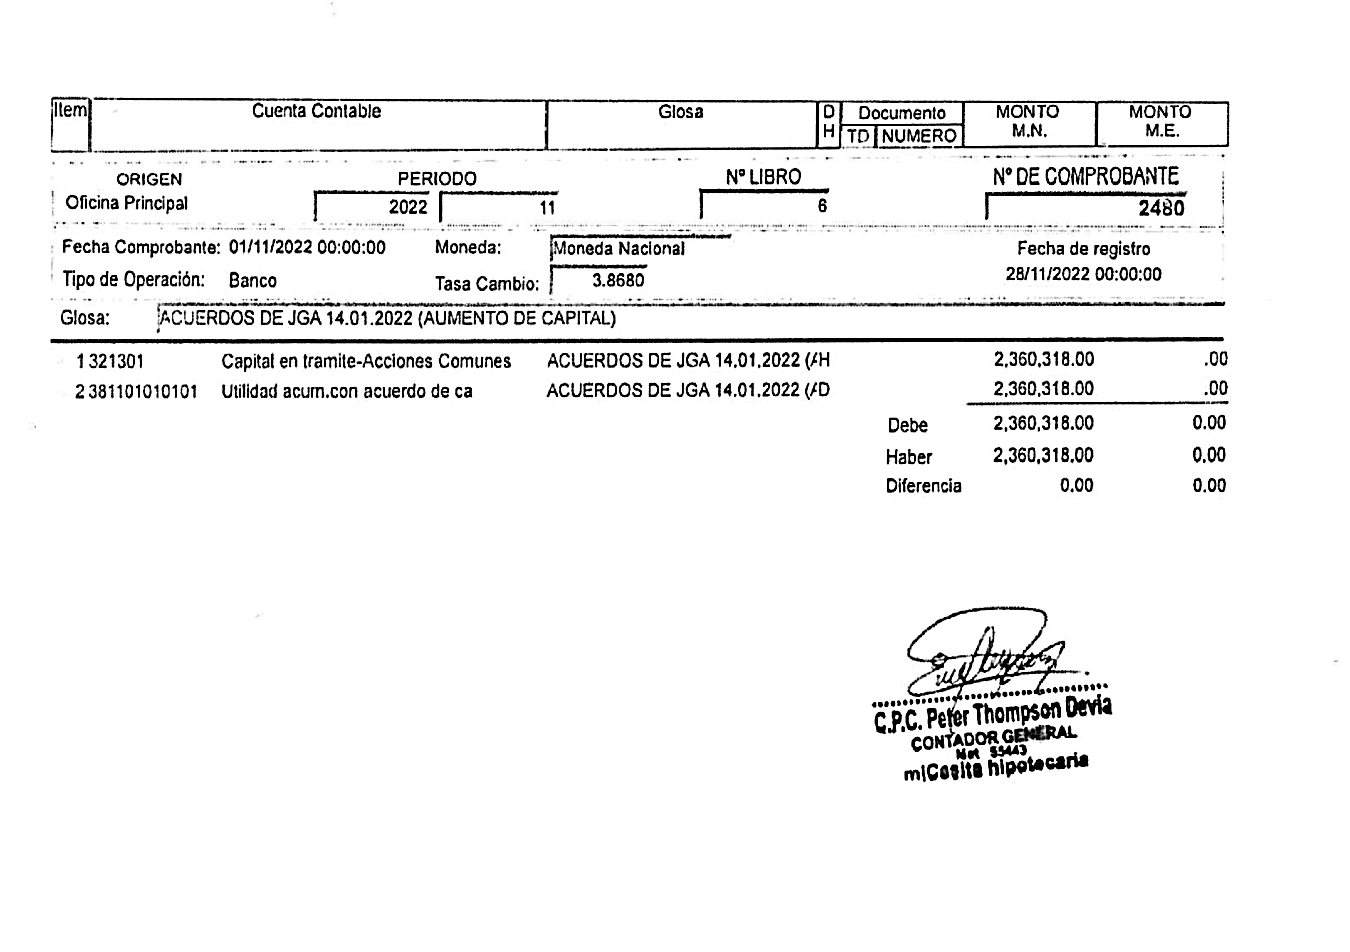 Item Cuenta Contable Glosa D H Documento TD NUMERO MONTO M.N. MONTO M.E.
ORIGEN PERIODO Nº LIBRO Nº DE COMPROBANTE
Oficina Principal 2022 11 6 2480
Fecha Comprobante: 01/11/2022 00:00:00 Moneda: Moneda Nacional Fecha de registro
Tipo de Operación: Banco Tasa Cambio: 3.8680 28/11/2022 00:00:00
Glosa: ACUERDOS DE JGA 14.01.2022 (AUMENTO DE CAPITAL)
1 321301 Capital en tramite-Acciones Comunes ACUERDOS DE JGA 14.01.2022 (AH 2,360,318.00 .00
2 381101010101 Utilidad acum.con acuerdo de ca ACUERDOS DE JGA 14.01.2022 (AD 2,360,318.00 .00
Debe 2,360,318.00 0.00
Haber 2,360,318.00 0.00
Diferencia 0.00 0.00
C.P.C. Peter Thompson Devia
CONTADOR GENERAL
Mat 55443
miCasita hipotecaria